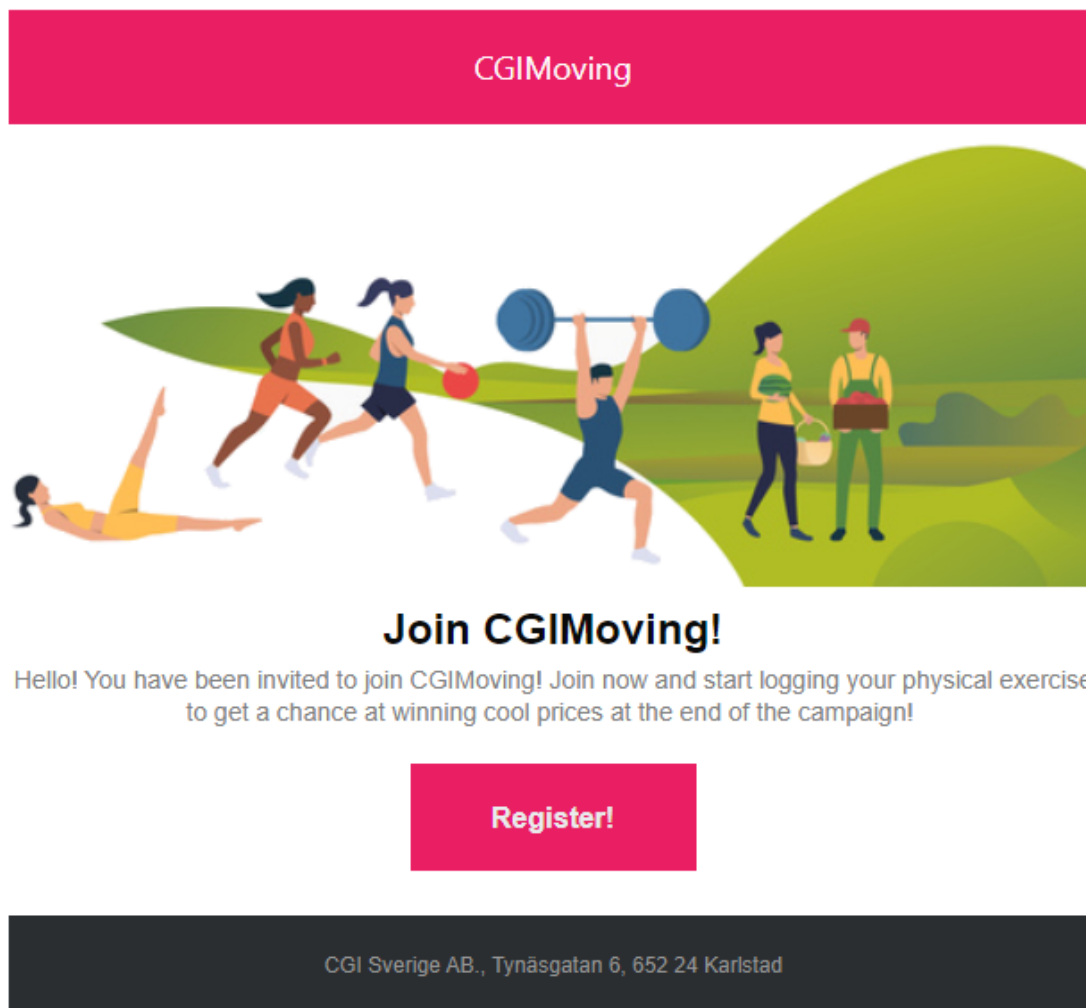 CGIMoving
Join CGIMoving!
Hello! You have been invited to join CGIMoving! Join now and start logging your physical exercise
to get a chance at winning cool prices at the end of the campaign!
Register!
CGI Sverige AB., Tynäsgatan 6, 652 24 Karlstad